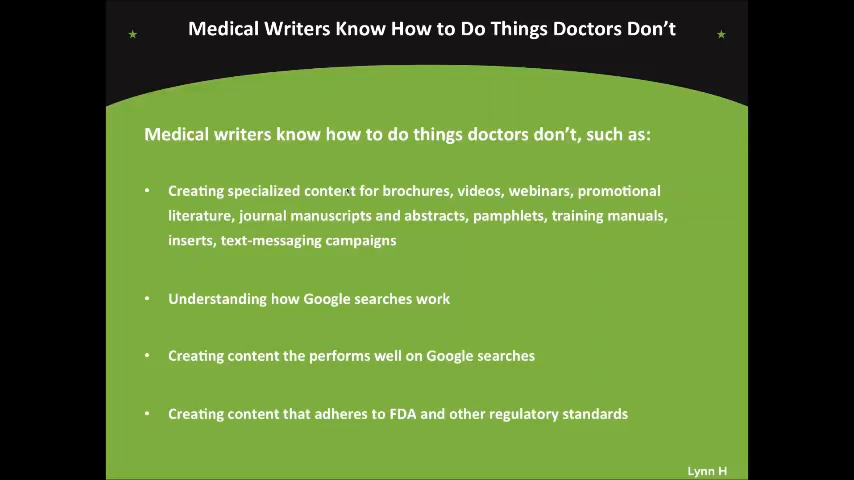 Medical Writers Know How to Do Things Doctors Don't
Medical writers know how to do things doctors don't, such as:
• Creating specialized content for brochures, videos, webinars, promotional
literature, journal manuscripts and abstracts, pamphlets, training manuals,
inserts, text-messaging campaigns
• Understanding how Google searches work
• Creating content the performs well on Google searches
• Creating content that adheres to FDA and other regulatory standards
Lynn H